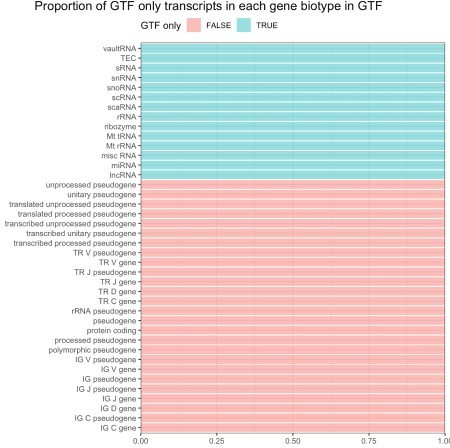 Proportion of GTF only transcripts in each gene biotype in GTF
GTF only FALSE TRUE
vaultRNA
TEC
sRNA
snRNA
snoRNA
scRNA
scaRNA
rRNA
ribozyme
Mt tRNA
Mt rRNA
misc RNA
miRNA
lncRNA
unprocessed pseudogene
unitary pseudogene
translated unprocessed pseudogene
translated processed pseudogene
transcribed unprocessed pseudogene
transcribed unitary pseudogene
transcribed processed pseudogene
TR V pseudogene
TR V gene
TR J pseudogene
TR J gene
TR D gene
TR C gene
rRNA pseudogene
pseudogene
protein coding
processed pseudogene
polymorphic pseudogene
IG V pseudogene
IG V gene
IG pseudogene
IG J pseudogene
IG J gene
IG D gene
IG C pseudogene
IG C gene
0.00 0.25 0.50 0.75 1.00